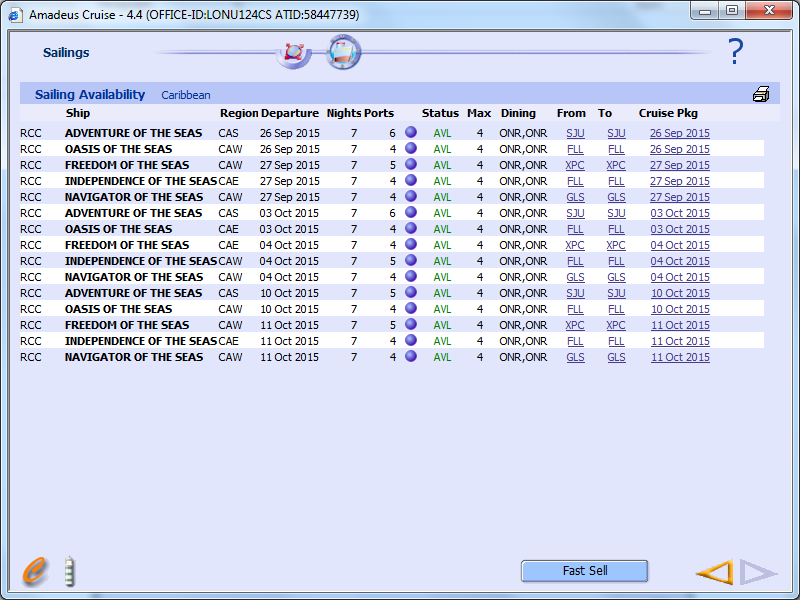 Amadeus Cruise - 4.4 (OFFICE-ID:LONU124CS ATID:58447739)
Sailings
?
Sailing Availability Caribbean
Ship Region Departure Nights Ports Status Max Dining From To Cruise Pkg
RCC ADVENTURE OF THE SEAS CAS 26 Sep 2015 7 6 AVL 4 ONR,ONR SJU SJU 26 Sep 2015
RCC OASIS OF THE SEAS CAW 26 Sep 2015 7 4 AVL 4 ONR,ONR FLL FLL 26 Sep 2015
RCC FREEDOM OF THE SEAS CAW 27 Sep 2015 7 5 AVL 4 ONR,ONR XPC XPC 27 Sep 2015
RCC INDEPENDENCE OF THE SEAS CAE 27 Sep 2015 7 4 AVL 4 ONR,ONR FLL FLL 27 Sep 2015
RCC NAVIGATOR OF THE SEAS CAW 27 Sep 2015 7 5 AVL 4 ONR,ONR GLS GLS 27 Sep 2015
RCC ADVENTURE OF THE SEAS CAS 03 Oct 2015 7 6 AVL 4 ONR,ONR SJU SJU 03 Oct 2015
RCC OASIS OF THE SEAS CAE 03 Oct 2015 7 4 AVL 4 ONR,ONR FLL FLL 03 Oct 2015
RCC FREEDOM OF THE SEAS CAE 04 Oct 2015 7 4 AVL 4 ONR,ONR XPC XPC 04 Oct 2015
RCC INDEPENDENCE OF THE SEAS CAW 04 Oct 2015 7 5 AVL 4 ONR,ONR FLL FLL 04 Oct 2015
RCC NAVIGATOR OF THE SEAS CAW 04 Oct 2015 7 4 AVL 4 ONR,ONR GLS GLS 04 Oct 2015
RCC ADVENTURE OF THE SEAS CAS 10 Oct 2015 7 5 AVL 4 ONR,ONR SJU SJU 10 Oct 2015
RCC OASIS OF THE SEAS CAW 10 Oct 2015 7 4 AVL 4 ONR,ONR FLL FLL 10 Oct 2015
RCC FREEDOM OF THE SEAS CAW 11 Oct 2015 7 5 AVL 4 ONR,ONR XPC XPC 11 Oct 2015
RCC INDEPENDENCE OF THE SEAS CAE 11 Oct 2015 7 4 AVL 4 ONR,ONR FLL FLL 11 Oct 2015
RCC NAVIGATOR OF THE SEAS CAW 11 Oct 2015 7 4 AVL 4 ONR,ONR GLS GLS 11 Oct 2015
Fast Sell